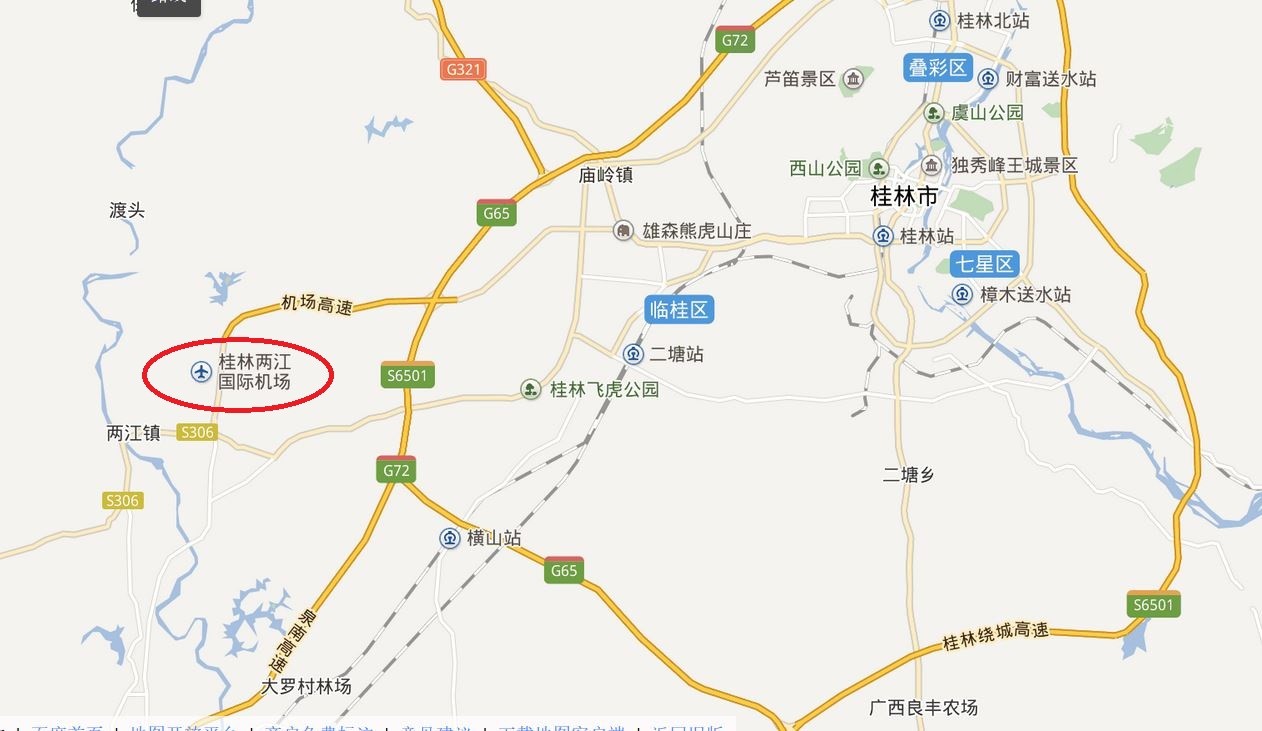 桂林北站
G72
G321
叠彩区
芦笛景区
财富送水站
虞山公园
西山公园
独秀峰王城景区
庙岭镇
桂林市
渡头
G65
雄森熊虎山庄
桂林站
七星区
樟木送水站
机场高速
临桂区
二塘站
桂林两江
国际机场
S6501
桂林飞虎公园
两江镇
S306
G72
二塘乡
S306
横山站
G65
S6501
泉南高速
桂林绕城高速
大罗村林场
广西良丰农场